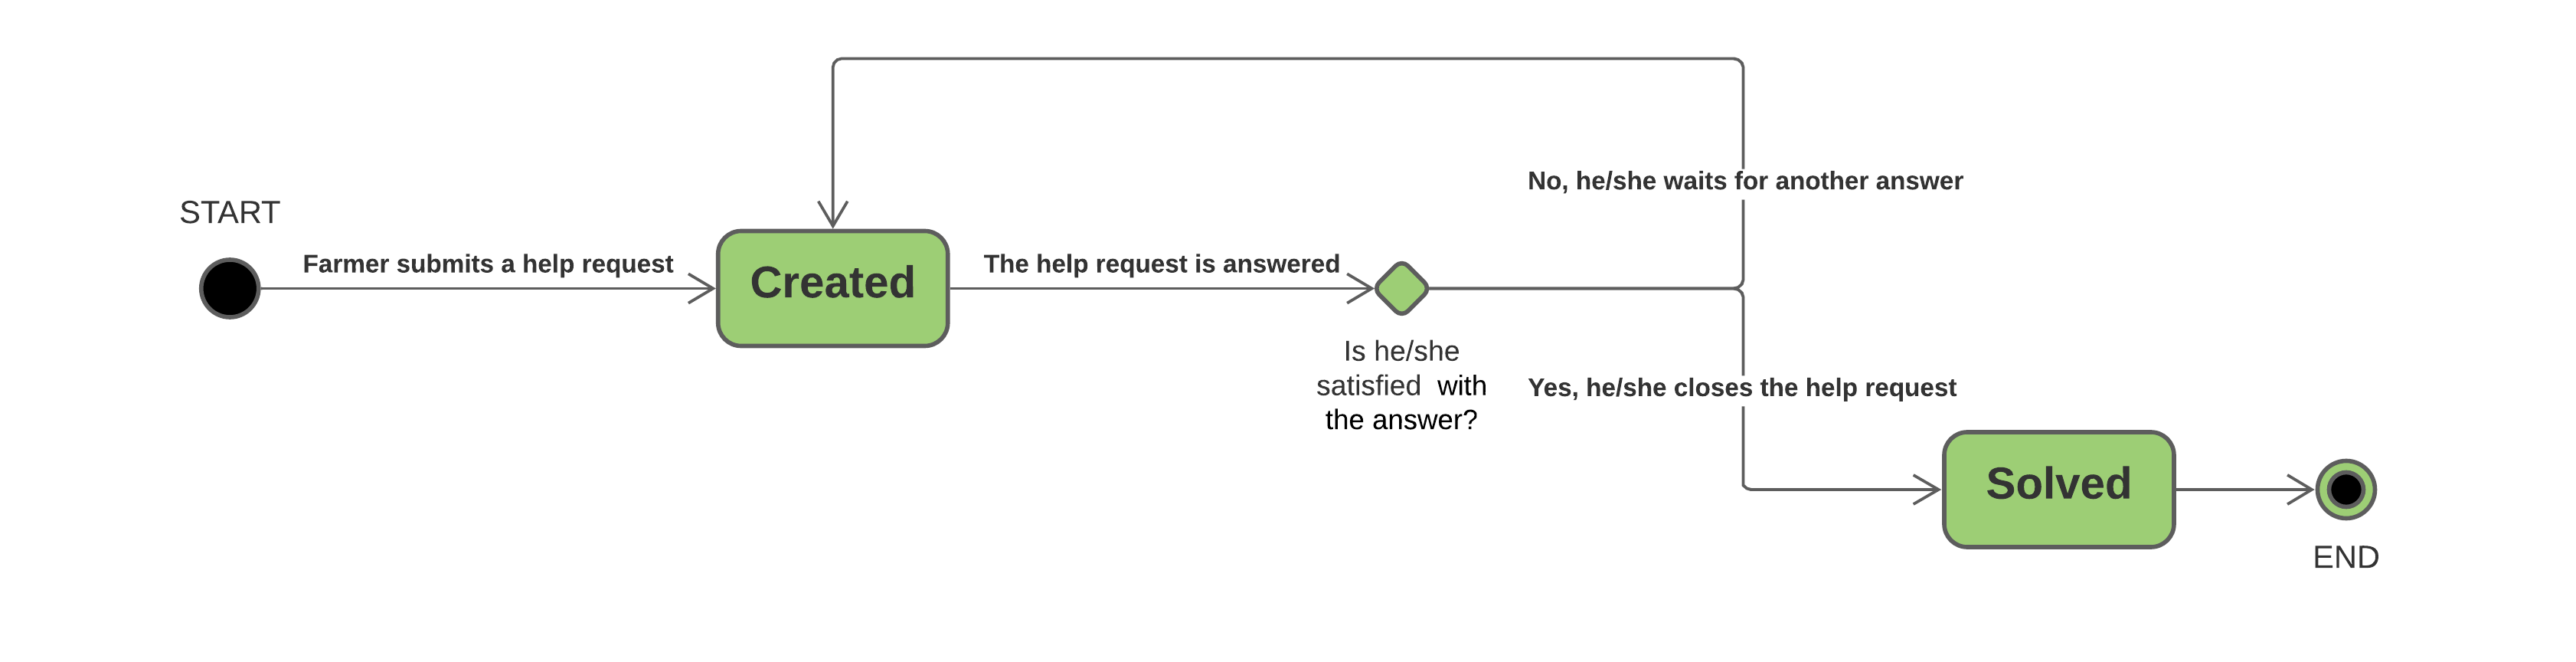 START
Farmer submits a help request
Created
The help request is answered
Is he/she
satisfied with
the answer?
No, he/she waits for another answer
Yes, he/she closes the help request
Solved
END